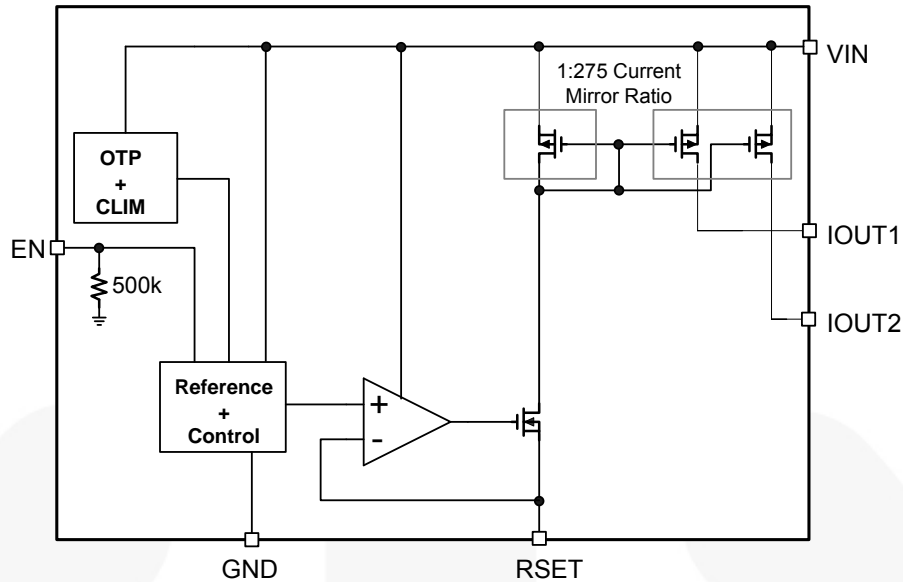 VIN
1:275 Current
Mirror Ratio
OTP
+
CLIM
IOUT1
EN
500k
IOUT2
Reference
+
Control
+
-
GND
RSET